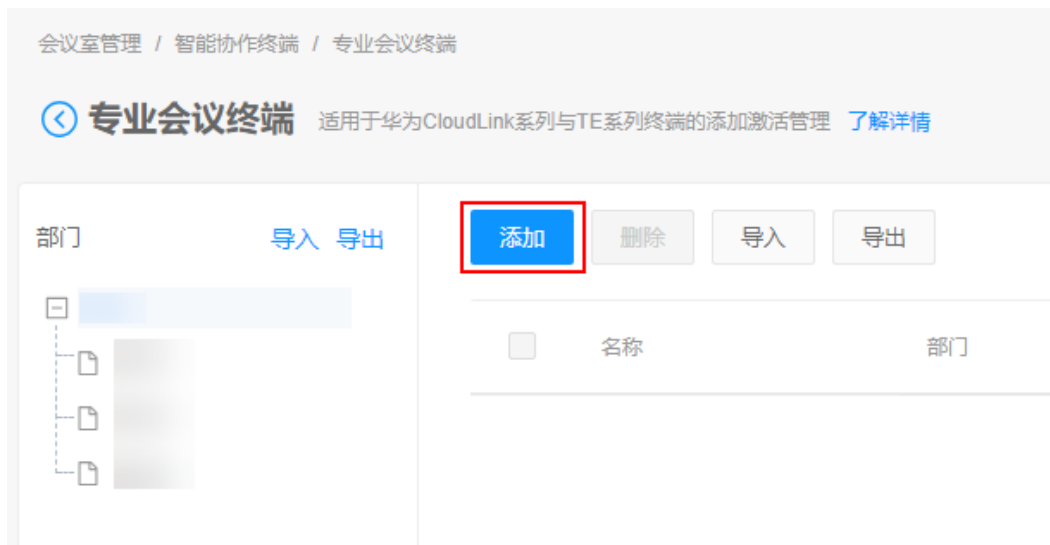 会议室管理 / 智能协作终端 / 专业会议终端
专业会议终端 适用于华为CloudLink系列与TE系列终端的添加激活管理 了解详情
部门 导入 导出
添加 删除 导入 导出
名称 部门